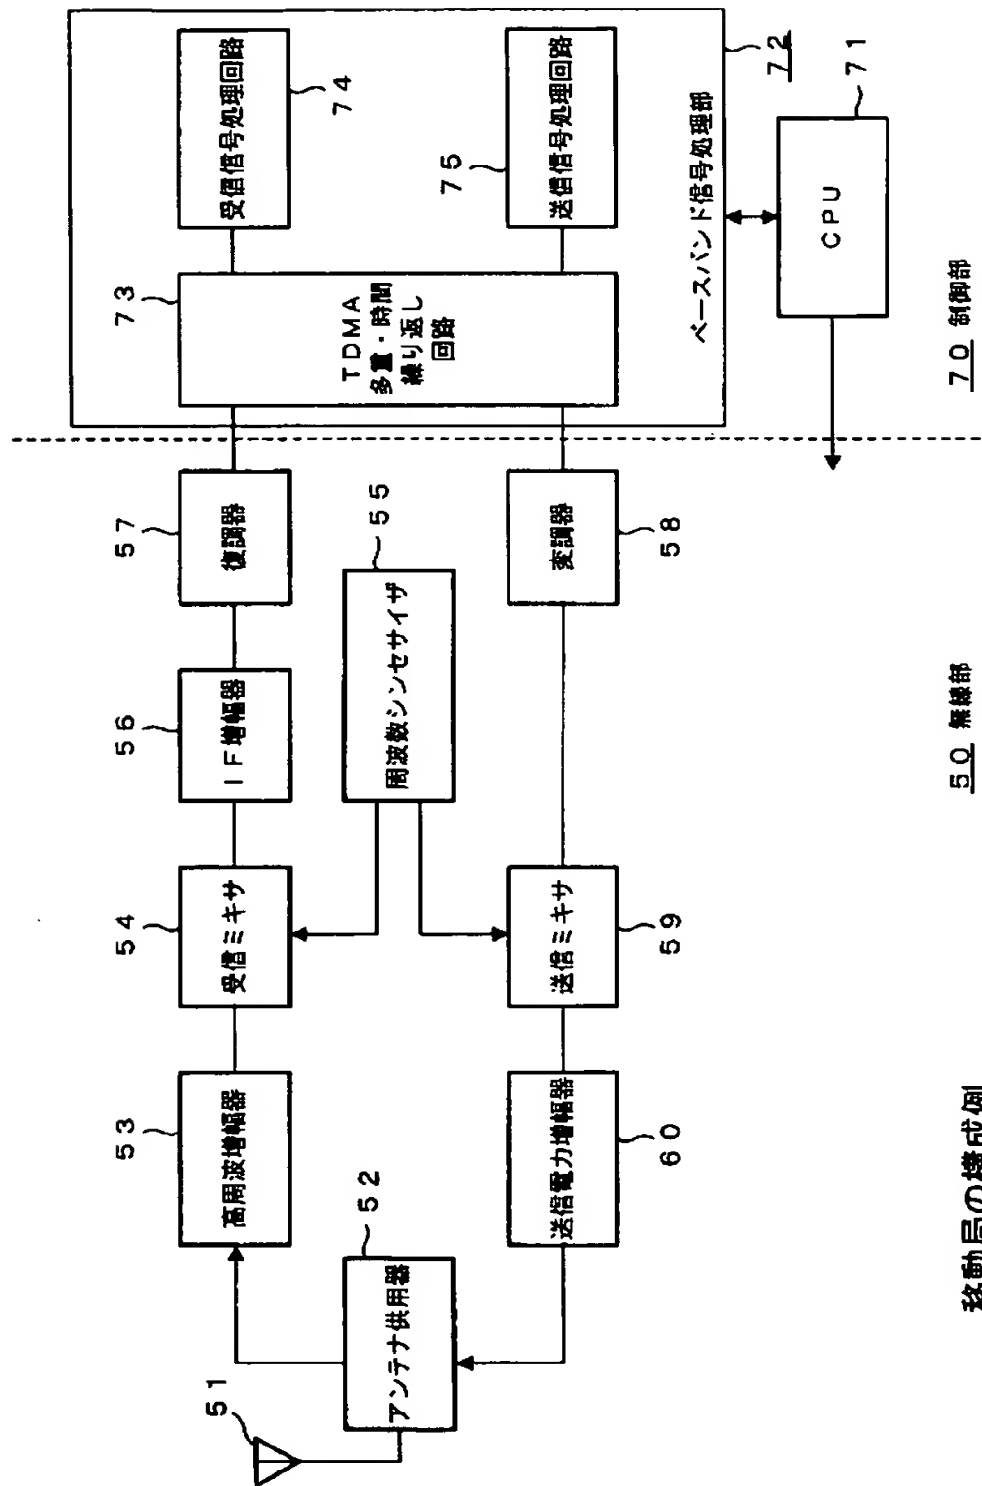 51
53
54
56
57
73
高周波増幅器
受信ミキサ
IF増幅器
復調器
受信信号処理回路
74
52
55
アンテナ供用器
周波数シンセサイザ
TDMA
多重・時間
繰り返し
回路
75
送信電力増幅器
送信ミキサ
変調器
送信信号処理回路
60
59
58
ベースバンド信号処理部
72
CPU
71
50 無線部
70 制御部
移動局の構成例